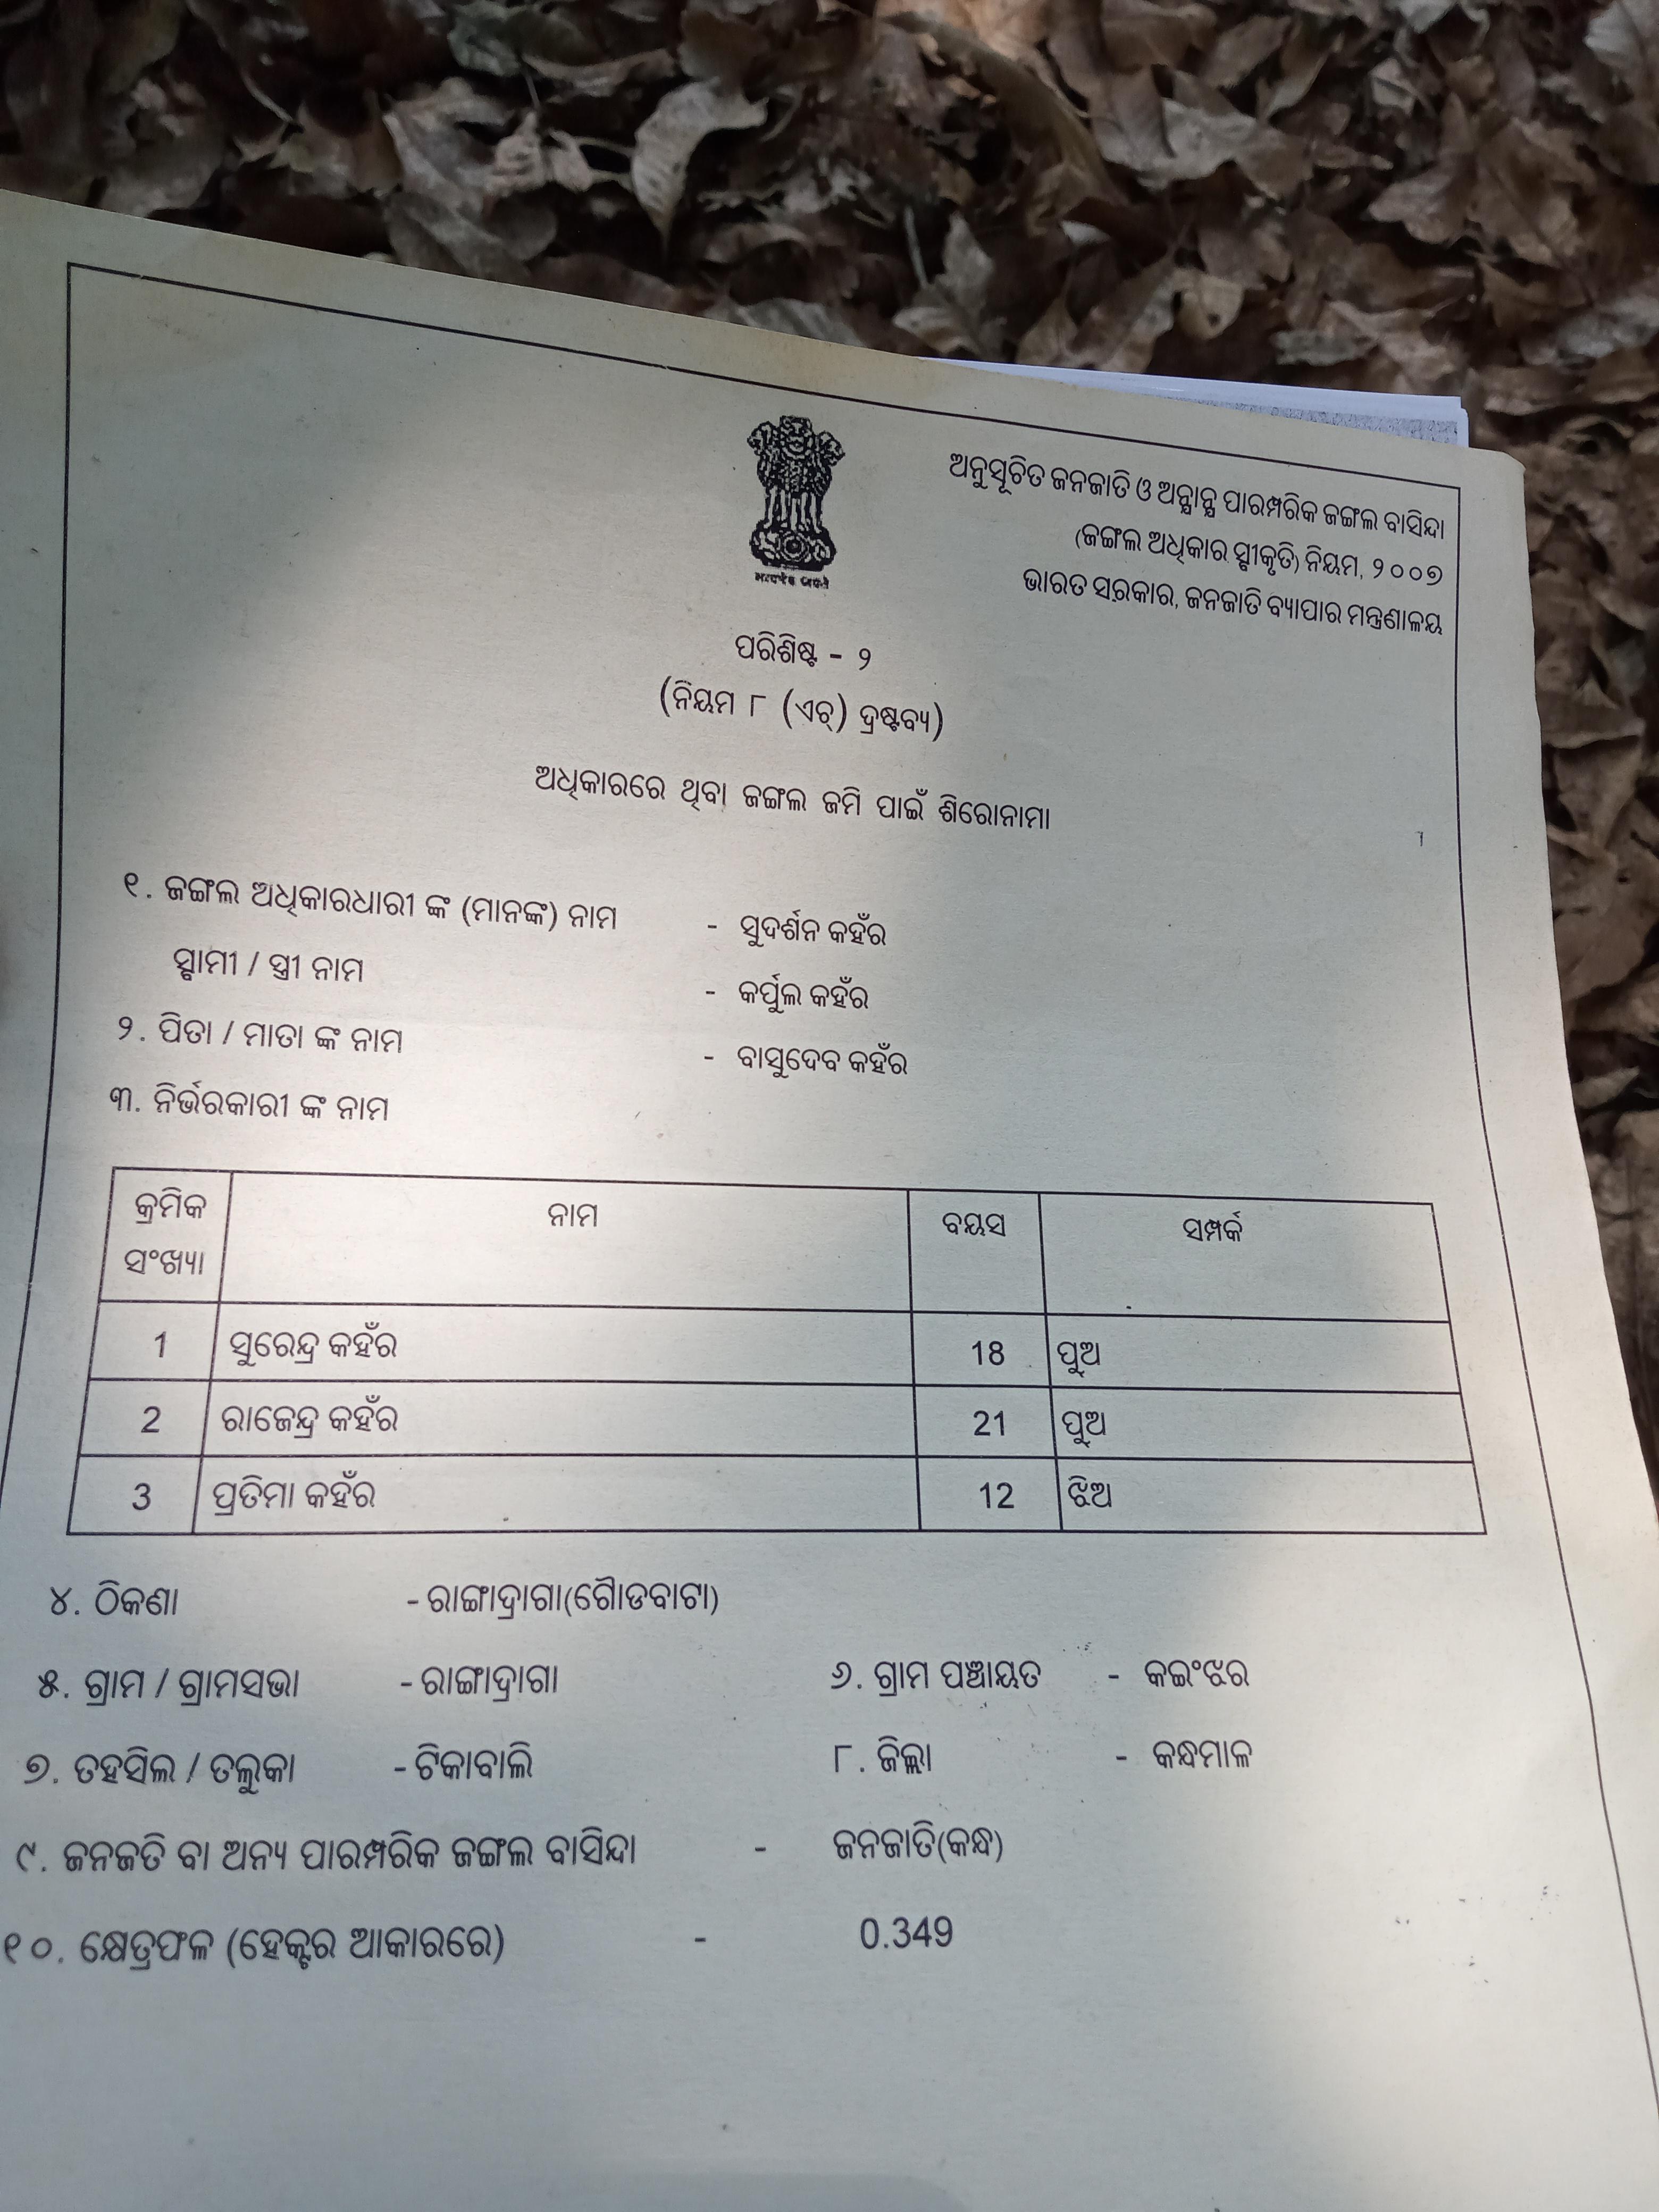 ଅନୁସୂଚିତ ଜନଜାତି ଓ ଅନ୍ୟାନ୍ୟ ପାରମ୍ପରିକ ଜଙ୍ଗଲ ବାସିନ୍ଦା
(ଜଙ୍ଗଲ ଅଧିକାର ସ୍ବୀକୃତି) ନିୟମ, ୨୦୦୭
ଭାରତ ସରକାର, ଜନଜାତି ବ୍ୟାପାର ମନ୍ତ୍ରଣାଳୟ
ପରିଶିଷ୍ଟ - ୨
(ନିୟମ ୮ (ଏଚ୍) ଦ୍ରଷ୍ଟବ୍ୟ)
ଅଧିକାରରେ ଥିବା ଜଙ୍ଗଲ ଜମି ପାଇଁ ଶିରୋନାମା
୧. ଜଙ୍ଗଲ ଅଧିକାରଧାରୀ ଙ୍କ (ମାନଙ୍କ) ନାମ - ସୁଦର୍ଶନ କହଁର
ସ୍ବାମୀ / ସ୍ତ୍ରୀ ନାମ - କର୍ପୁଲ କହଁର
୨. ପିତା / ମାତା ଙ୍କ ନାମ - ବାସୁଦେବ କହଁର
୩. ନିର୍ଭରକାରୀ ଙ୍କ ନାମ
କ୍ରମିକ ସଂଖ୍ୟା ନାମ ବୟସ ସମ୍ପର୍କ
1 ସୁରେନ୍ଦ୍ର କହଁର 18 ପୁଅ
2 ରାଜେନ୍ଦ୍ର କହଁର 21 ପୁଅ
3 ପ୍ରତିମା କହଁର 12 ଝିଅ
୪. ଠିକଣା - ରାଙ୍ଗାଦ୍ରାଗା(ଗୌଡବାଟା)
୫. ଗ୍ରାମ / ଗ୍ରାମସଭା - ରାଙ୍ଗାଦ୍ରାଗା ୬. ଗ୍ରାମ ପଞ୍ଚାୟତ - କଇଂଝର
୭. ତହସିଲ / ତଲୁକା - ଟିକାବାଲି ୮. ଜିଲ୍ଲା - କନ୍ଧମାଳ
୯. ଜନଜତି ବା ଅନ୍ୟ ପାରମ୍ପରିକ ଜଙ୍ଗଲ ବାସିନ୍ଦା - ଜନଜାତି(କନ୍ଧ)
୧୦. କ୍ଷେତ୍ରଫଳ (ହେକ୍ଟର ଆକାରରେ) - 0.349